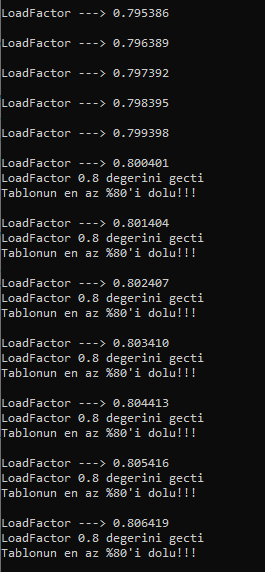 LoadFactor ---> 0.795386
LoadFactor ---> 0.796389
LoadFactor ---> 0.797392
LoadFactor ---> 0.798395
LoadFactor ---> 0.799398
LoadFactor ---> 0.800401
LoadFactor 0.8 degerini gecti
Tablonun en az %80'i dolu!!!
LoadFactor ---> 0.801404
LoadFactor 0.8 degerini gecti
Tablonun en az %80'i dolu!!!
LoadFactor ---> 0.802407
LoadFactor 0.8 degerini gecti
Tablonun en az %80'i dolu!!!
LoadFactor ---> 0.803410
LoadFactor 0.8 degerini gecti
Tablonun en az %80'i dolu!!!
LoadFactor ---> 0.804413
LoadFactor 0.8 degerini gecti
Tablonun en az %80'i dolu!!!
LoadFactor ---> 0.805416
LoadFactor 0.8 degerini gecti
Tablonun en az %80'i dolu!!!
LoadFactor ---> 0.806419
LoadFactor 0.8 degerini gecti
Tablonun en az %80'i dolu!!!